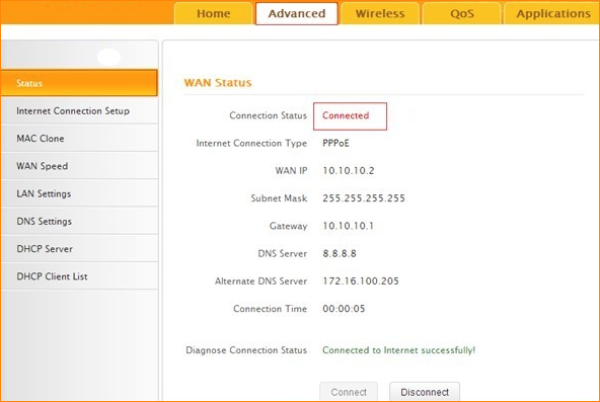 Home Advanced Wireless QoS Applications
Status
Internet Connection Setup
MAC Clone
WAN Speed
LAN Settings
DNS Settings
DHCP Server
DHCP Client List
WAN Status
Connection Status Connected
Internet Connection Type PPPoE
WAN IP 10.10.10.2
Subnet Mask 255.255.255.255
Gateway 10.10.10.1
DNS Server 8.8.8.8
Alternate DNS Server 172.16.100.205
Connection Time 00:00:05
Diagnose Connection Status Connected to Internet successfully!
Connect Disconnect